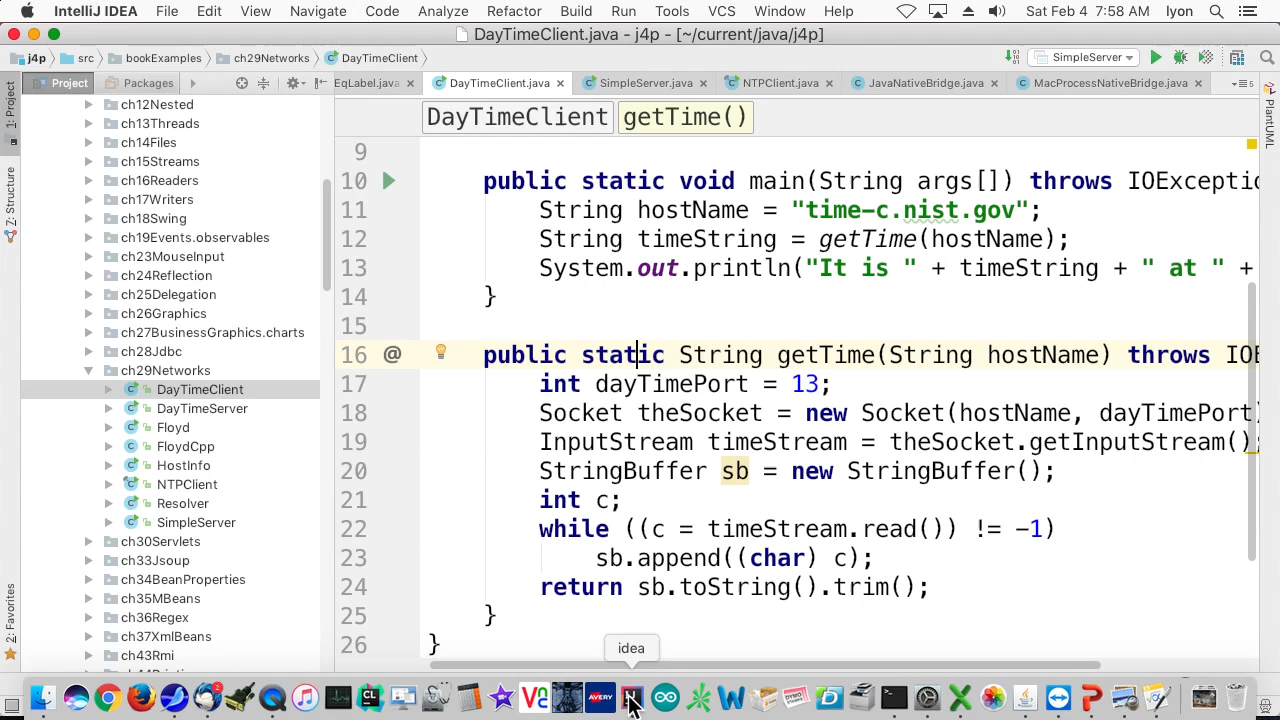 IntelliJ IDEA File Edit View Navigate Code Analyze Refactor Build Run Tools VCS Window Help Sat Feb 4 7:58 AM lyon
DayTimeClient.java - j4p - [~/current/java/j4p]
j4p src bookExamples ch29Networks DayTimeClient SimpleServer
Project Packages EqLabel.java DayTimeClient.java SimpleServer.java NTPClient.java JavaNativeBridge.java MacProcessNativeBridge.java
1: Project
Z: Structure
2: Favorites
PlantUML
ch12Nested
ch13Threads
ch14Files
ch15Streams
ch16Readers
ch17Writers
ch18Swing
ch19Events.observables
ch23MouseInput
ch24Reflection
ch25Delegation
ch26Graphics
ch27BusinessGraphics.charts
ch28Jdbc
ch29Networks
DayTimeClient
DayTimeServer
Floyd
FloydCpp
HostInfo
NTPClient
Resolver
SimpleServer
ch30Servlets
ch33Jsoup
ch34BeanProperties
ch35MBeans
ch36Regex
ch37XmlBeans
ch43Rmi
DayTimeClient getTime()
9
10 public static void main(String args[]) throws IOExceptio
11 String hostName = "time-c.nist.gov";
12 String timeString = getTime(hostName);
13 System.out.println("It is " + timeString + " at " +
14 }
15
16 @ public static String getTime(String hostName) throws IOE
17 int dayTimePort = 13;
18 Socket theSocket = new Socket(hostName, dayTimePort)
19 InputStream timeStream = theSocket.getInputStream();
20 StringBuffer sb = new StringBuffer();
21 int c;
22 while ((c = timeStream.read()) != -1)
23 sb.append((char) c);
24 return sb.toString().trim();
25 }
26 }
idea